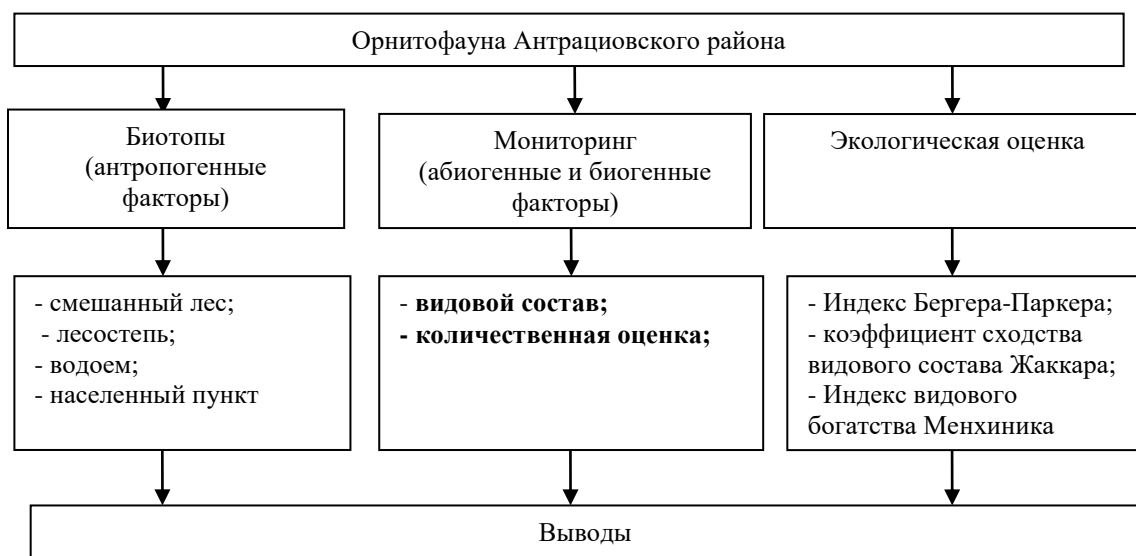 Орнитофауна Антрациовского района
Биотопы
(антропогенные
факторы)
Мониторинг
(абиогенные и биогенные
факторы)
Экологическая оценка
- смешанный лес;
- лесостепь;
- водоем;
- населенный пункт
- видовой состав;
- количественная оценка;
- Индекс Бергера-Паркера;
- коэффициент сходства
видового состава Жаккара;
- Индекс видового
богатства Менхиника
Выводы